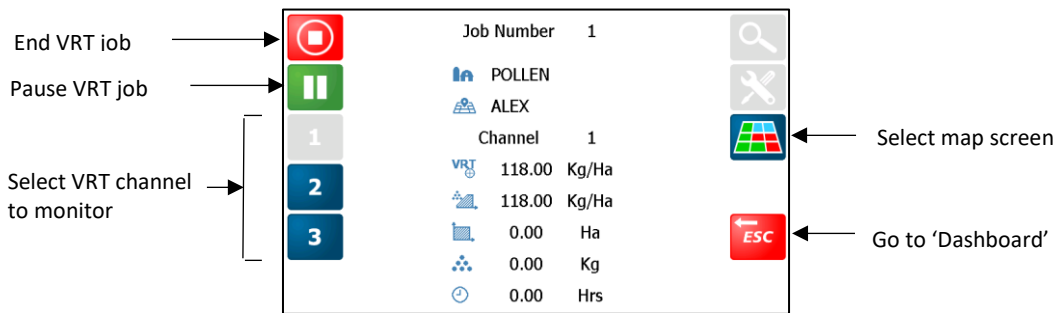 End VRT job
Pause VRT job
Select VRT channel
to monitor
1
2
3
Job Number 1
POLLEN
ALEX
Channel 1
VRT 118.00 Kg/Ha
118.00 Kg/Ha
0.00 Ha
0.00 Kg
0.00 Hrs
ESC
Select map screen
Go to ‘Dashboard’